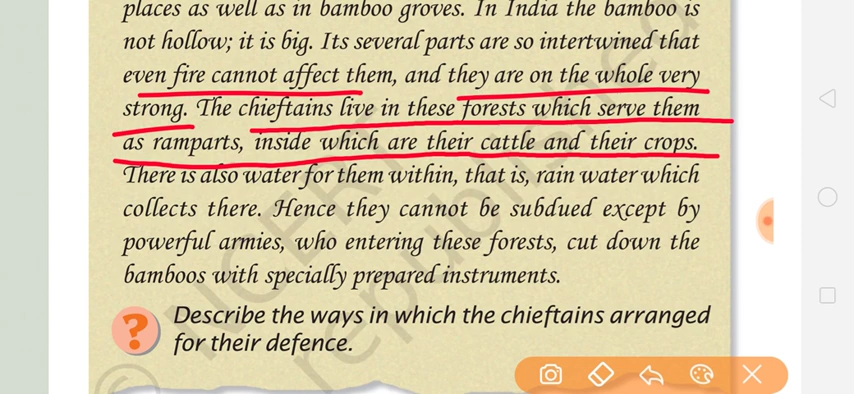 places as well as in bamboo groves. In India the bamboo is
not hollow; it is big. Its several parts are so intertwined that
even fire cannot affect them, and they are on the whole very
strong. The chieftains live in these forests which serve them
as ramparts, inside which are their cattle and their crops.
There is also water for them within, that is, rain water which
collects there. Hence they cannot be subdued except by
powerful armies, who entering these forests, cut down the
bamboos with specially prepared instruments.
? Describe the ways in which the chieftains arranged
for their defence.
© NCERT
republished